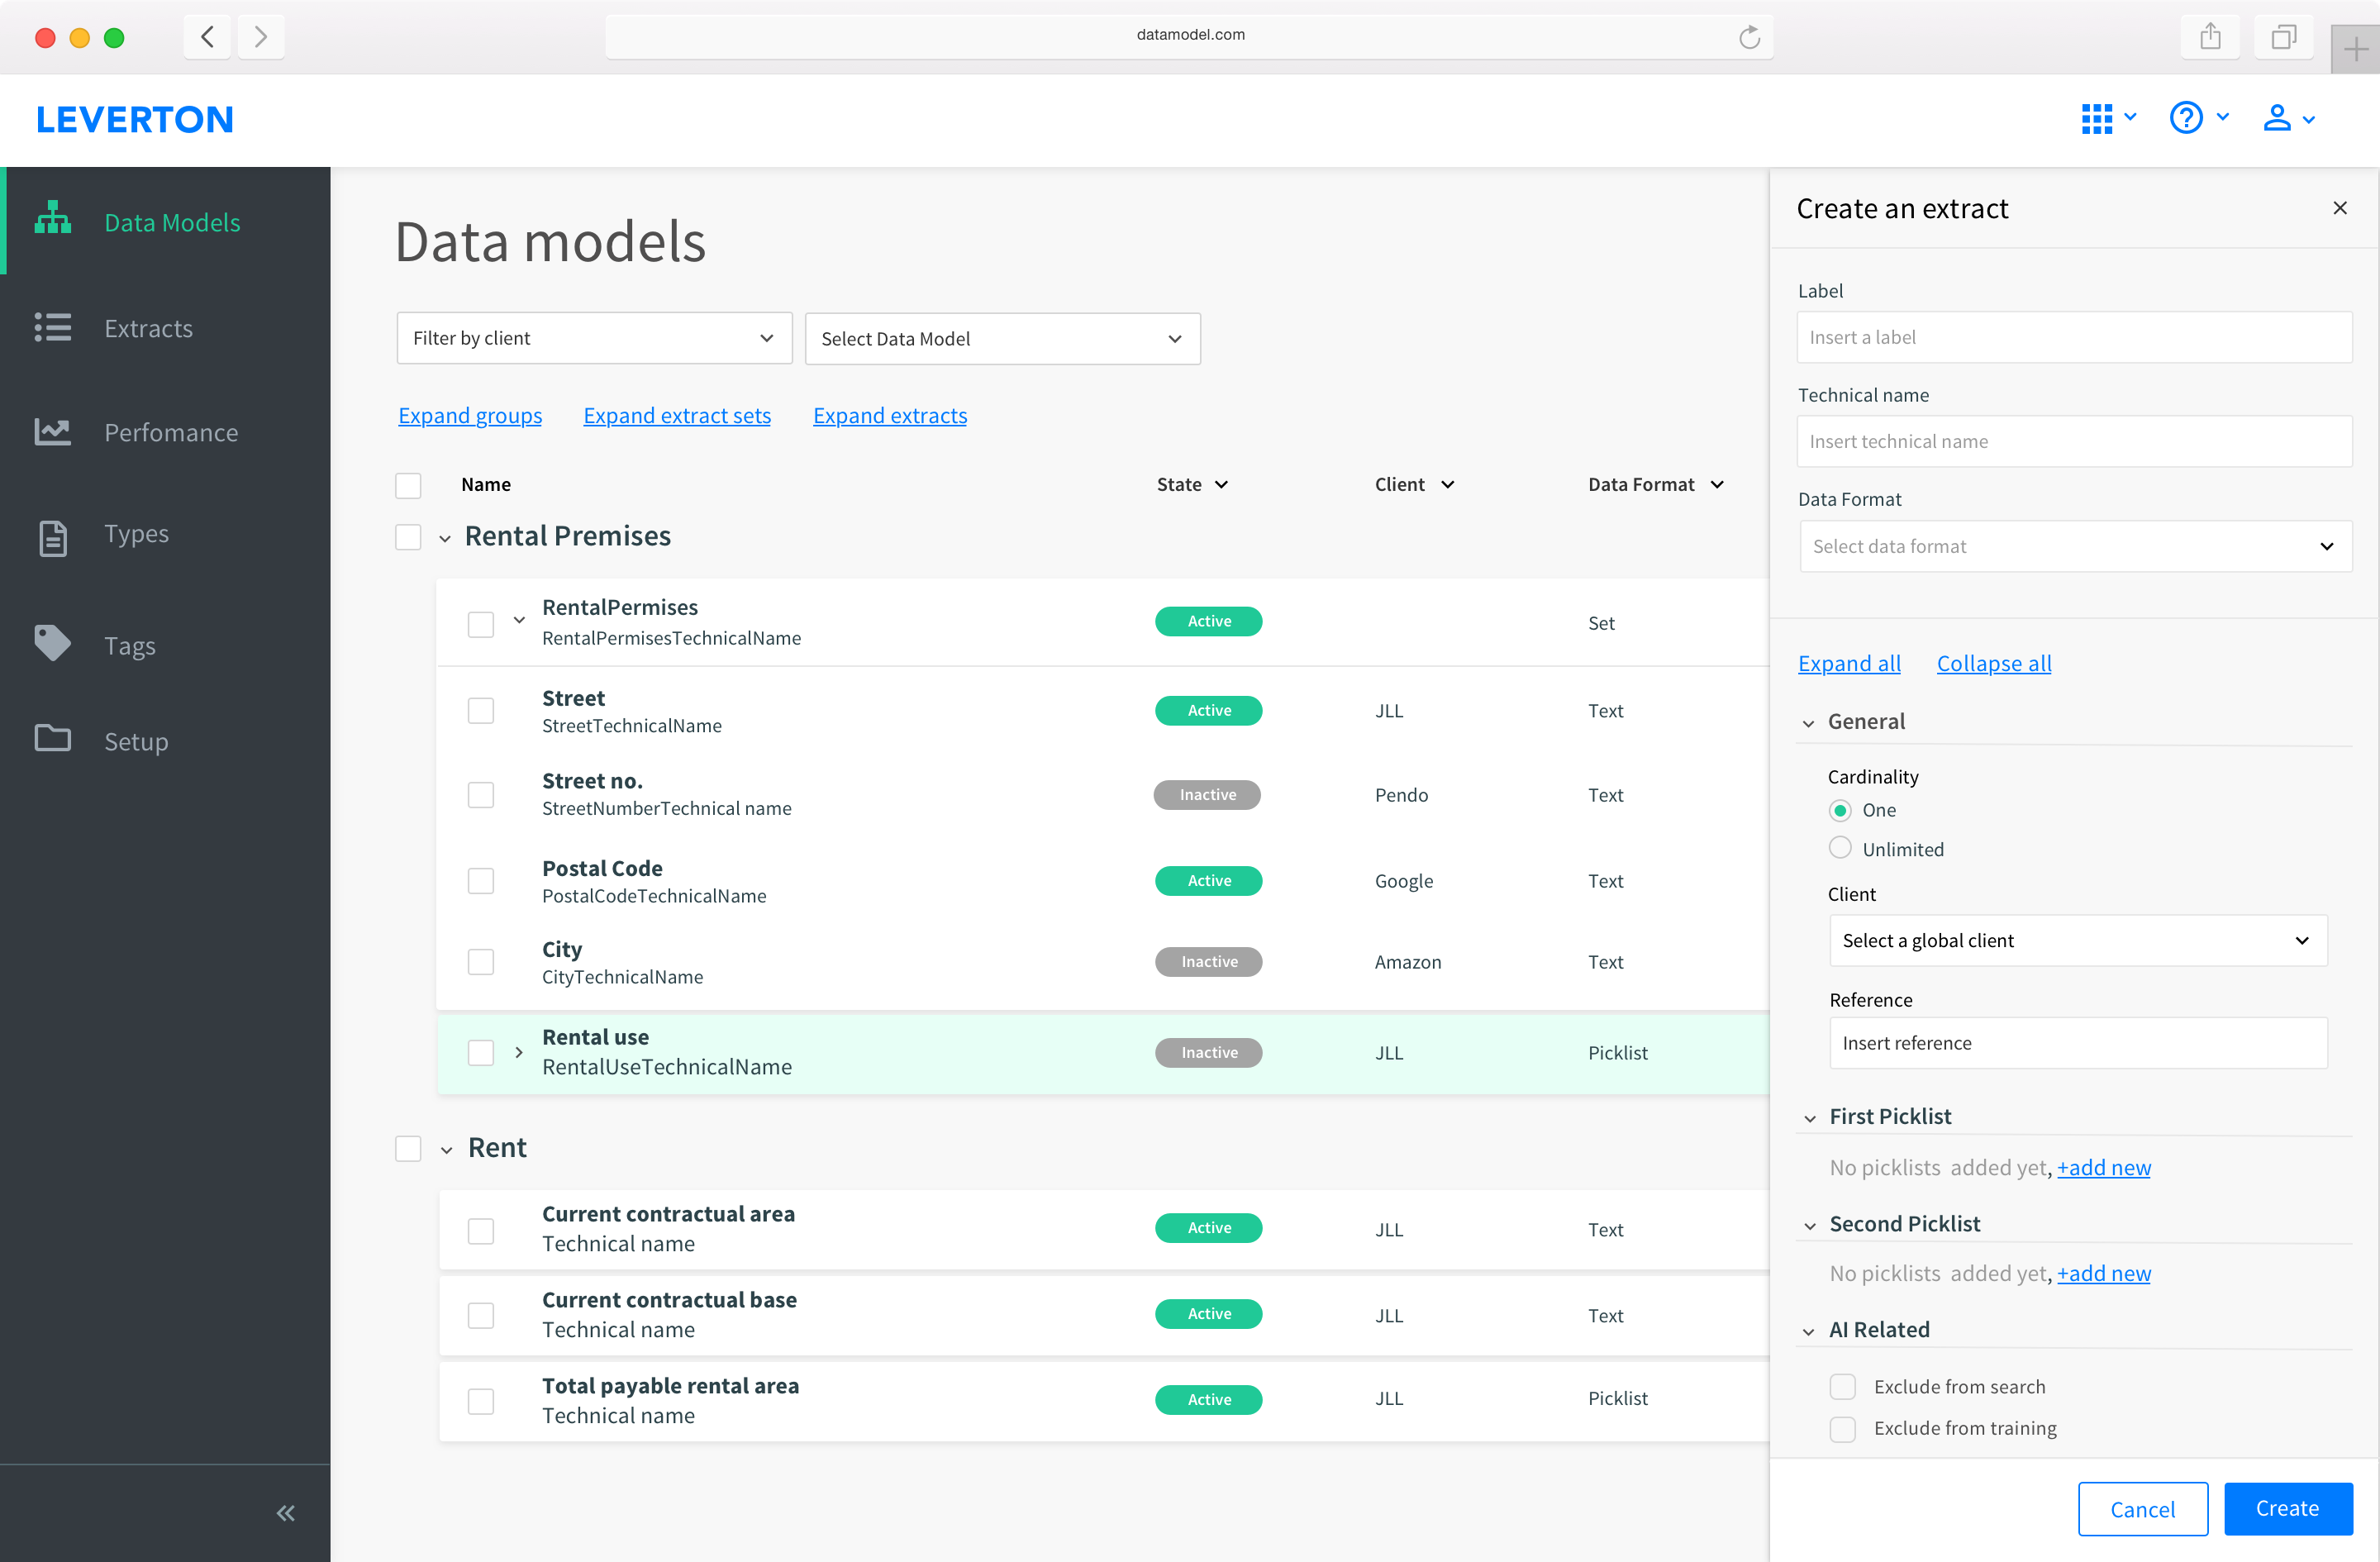 datamodel.com
LEVERTON
Data Models
Extracts
Perfomance
Types
Tags
Setup
Data models
Filter by client
Select Data Model
Expand groups Expand extract sets Expand extracts
Name State Client Data Format
Rental Premises
RentalPermises
RentalPermisesTechnicalName
Active Set
Street
StreetTechnicalName
Active JLL Text
Street no.
StreetNumberTechnical name
Inactive Pendo Text
Postal Code
PostalCodeTechnicalName
Active Google Text
City
CityTechnicalName
Inactive Amazon Text
Rental use
RentalUseTechnicalName
Inactive JLL Picklist
Rent
Current contractual area
Technical name
Active JLL Text
Current contractual base
Technical name
Active JLL Text
Total payable rental area
Technical name
Active JLL Picklist
Create an extract
Label
Insert a label
Technical name
Insert technical name
Data Format
Select data format
Expand all Collapse all
General
Cardinality
One
Unlimited
Client
Select a global client
Reference
Insert reference
First Picklist
No picklists added yet, +add new
Second Picklist
No picklists added yet, +add new
AI Related
Exclude from search
Exclude from training
Cancel Create